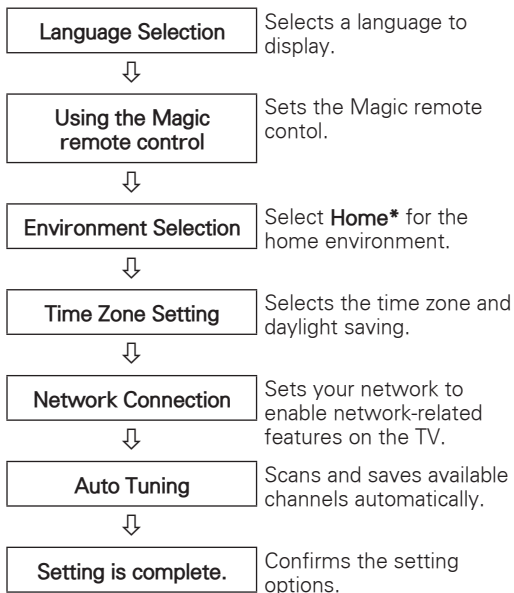 Language Selection
Selects a language to
display.
Using the Magic
remote control
Sets the Magic remote
contol.
Environment Selection
Select Home* for the
home environment.
Time Zone Setting
Selects the time zone and
daylight saving.
Network Connection
Sets your network to
enable network-related
features on the TV.
Auto Tuning
Scans and saves available
channels automatically.
Setting is complete.
Confirms the setting
options.